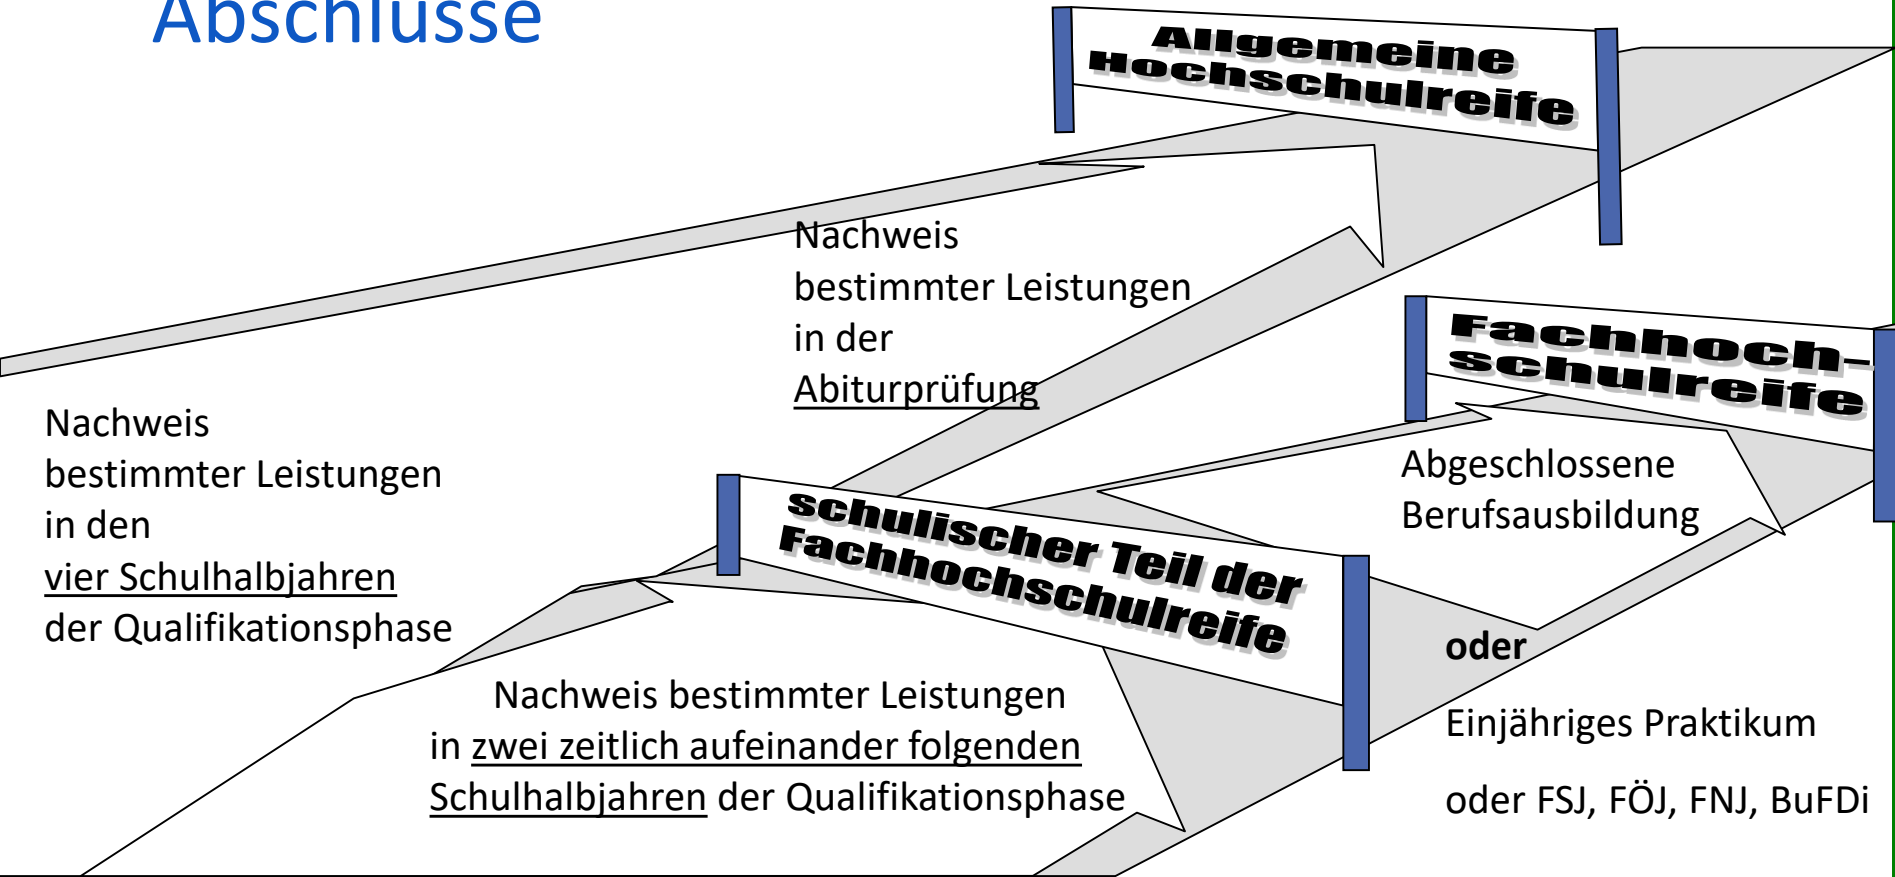 Abschlüsse
Allgemeine
Hochschulreife
Nachweis
bestimmter Leistungen
in der
Abiturprüfung
Fachhoch-
schulreife
Nachweis
bestimmter Leistungen
in den
vier Schulhalbjahren
der Qualifikationsphase
Abgeschlossene
Berufsausbildung
schulischer Teil der
Fachhochschulreife
oder
Nachweis bestimmter Leistungen
in zwei zeitlich aufeinander folgenden
Schulhalbjahren der Qualifikationsphase
Einjähriges Praktikum
oder FSJ, FÖJ, FNJ, BuFDi